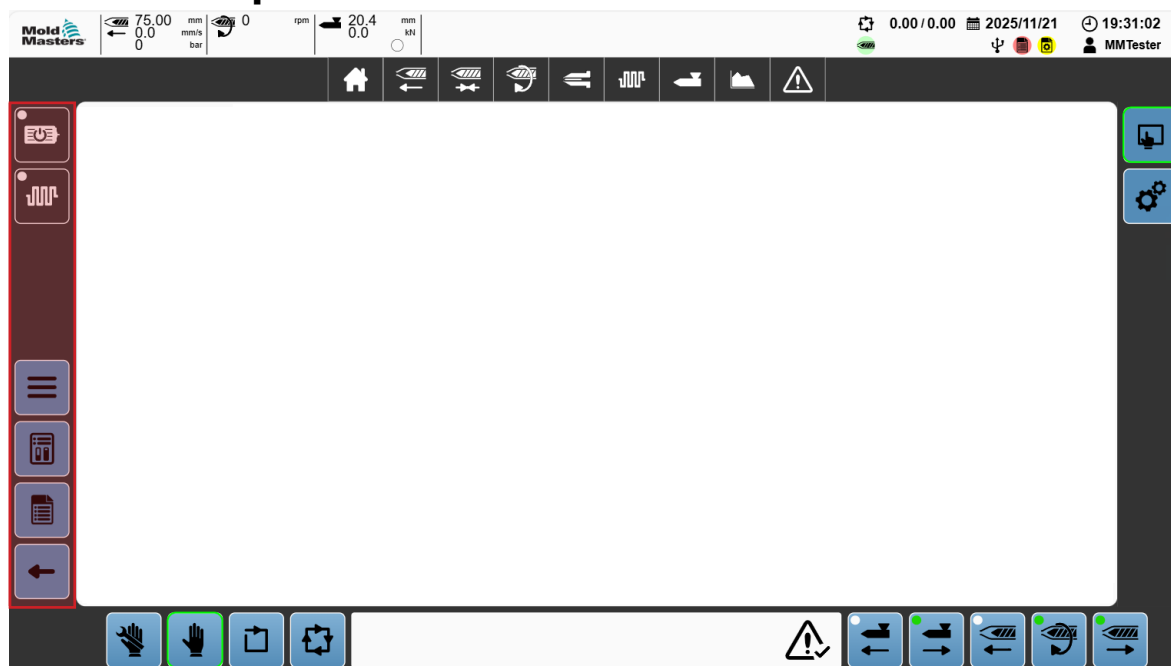 Mold
Masters
75.00 mm
0.0 mm/s
0 bar
0 rpm
20.4 mm
0.0 kN
0.00 / 0.00
2025/11/21
19:31:02
MMTester